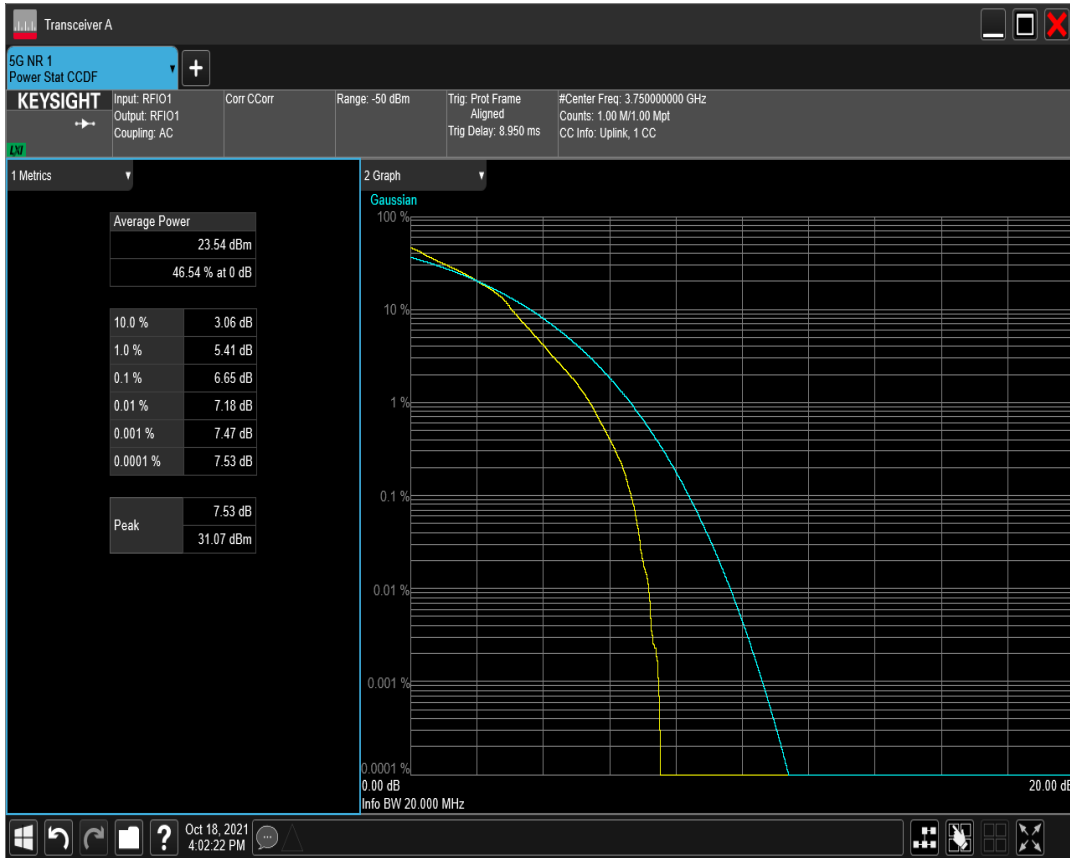 Transceiver A
5G NR 1
Power Stat CCDF
KEYSIGHT
LXI
Input: RFIO1
Output: RFIO1
Coupling: AC
Corr CCorr
Range: -50 dBm
Trig: Prot Frame
Aligned
Trig Delay: 8.950 ms
#Center Freq: 3.750000000 GHz
Counts: 1.00 M/1.00 Mpt
CC Info: Uplink, 1 CC
1 Metrics
Average Power
23.54 dBm
46.54 % at 0 dB
10.0 % 3.06 dB
1.0 % 5.41 dB
0.1 % 6.65 dB
0.01 % 7.18 dB
0.001 % 7.47 dB
0.0001 % 7.53 dB
Peak
7.53 dB
31.07 dBm
2 Graph
Gaussian
100 %
10 %
1 %
0.1 %
0.01 %
0.001 %
0.0001 %
0.00 dB 20.00 dB
Info BW 20.000 MHz
? Oct 18, 2021
4:02:22 PM